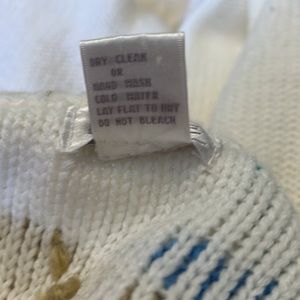 DRY CLEAN
OR
HAND WASH
COLD WATER
LAY FLAT TO DRY
DO NOT BLEACH